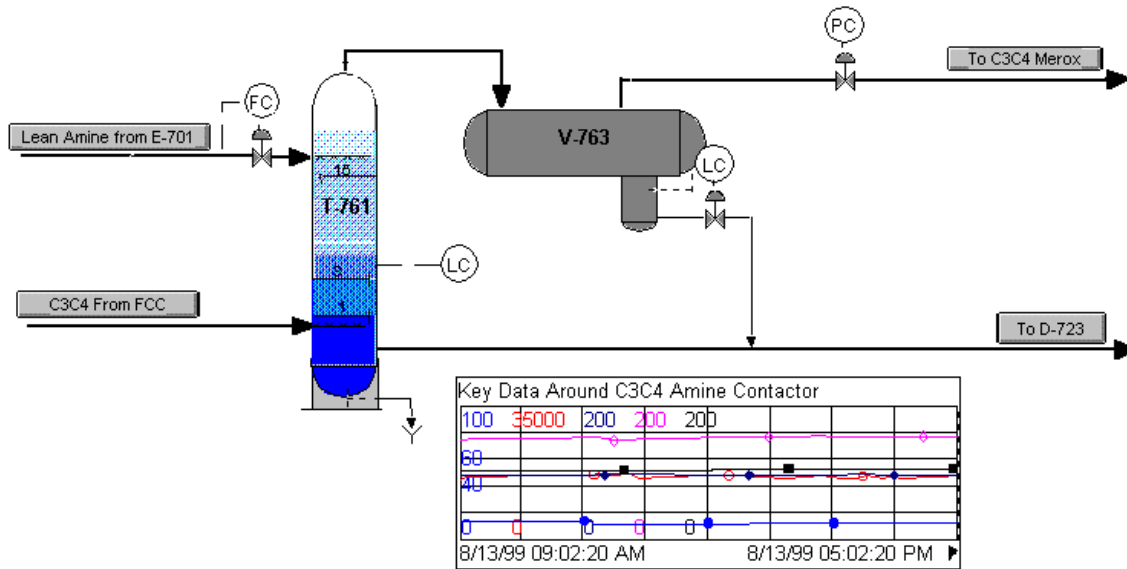 PC
To C3C4 Merox
FC
Lean Amine from E-701
V-763
LC
15
T-761
LC
9
1
C3C4 From FCC
To D-723
Key Data Around C3C4 Amine Contactor
100 35000 200 200 200
60
40
0 0 0 0 0
8/13/99 09:02:20 AM 8/13/99 05:02:20 PM